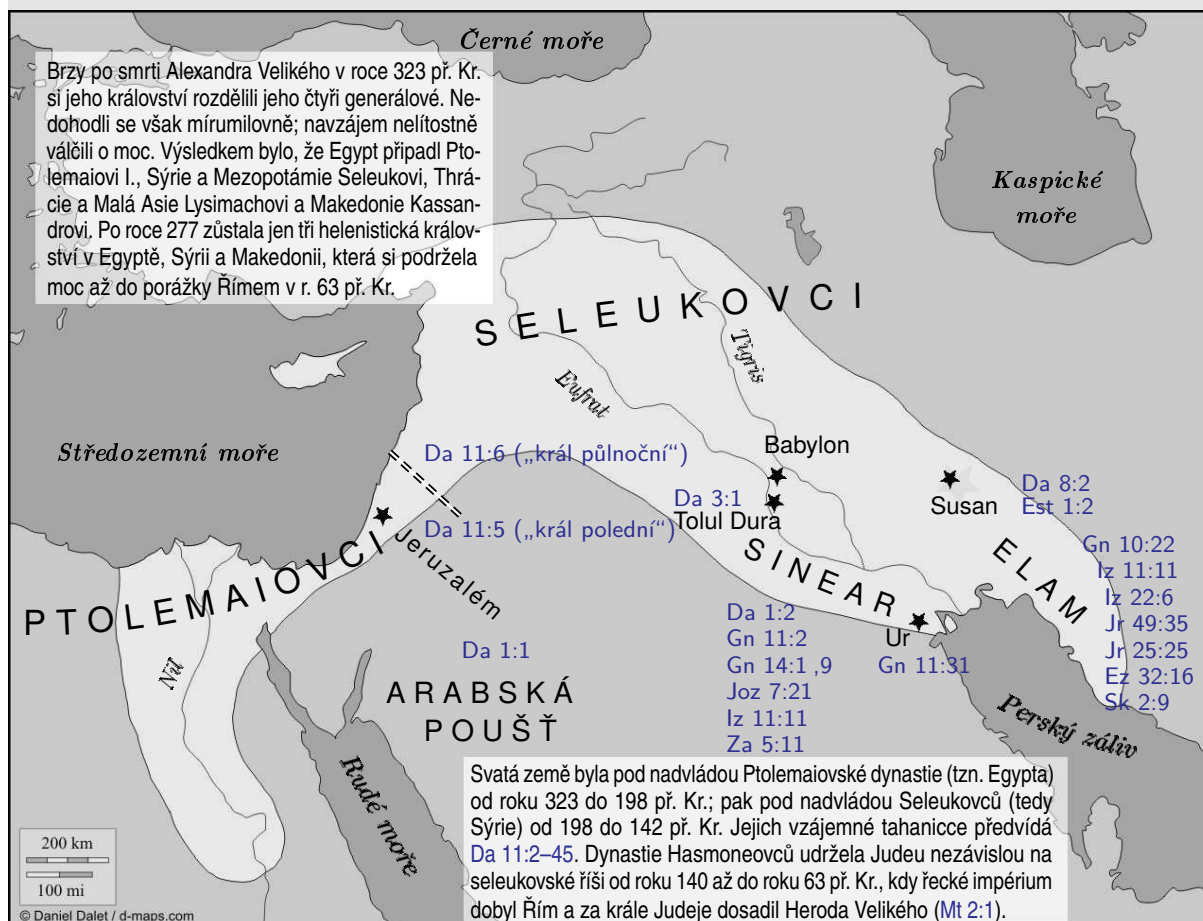 Černé moře
Brzy po smrti Alexandra Velikého v roce 323 př. Kr.
si jeho království rozdělili jeho čtyři generálové. Ne-
dohodli se však mírumilovně; navzájem nelítostně
válčili o moc. Výsledkem bylo, že Egypt připadl Pto-
lemaiovi I., Sýrie a Mezopotámie Seleukovi, Thrá-
cie a Malá Asie Lysimachovi a Makedonie Kassan-
drovi. Po roce 277 zůstala jen tři helenistická králov-
ství v Egyptě, Sýrii a Makedonii, která si podržela
moc až do porážky Římem v r. 63 př. Kr.
Kaspické
moře
SELEUKOVCI
Tigris
Eufrat
Středozemní moře
Da 11:6 („král půlnoční“)
Babylon
Da 3:1
Tolul Dura
Susan
Da 8:2
Est 1:2
Da 11:5 („král polední“)
Jeruzalém
PTOLEMAIOVCI
Nil
SINEAR
ELAM
Gn 10:22
Iz 11:11
Iz 22:6
Jr 49:35
Jr 25:25
Ez 32:16
Sk 2:9
Da 1:2
Gn 11:2
Gn 14:1 ,9
Joz 7:21
Iz 11:11
Za 5:11
Ur
Gn 11:31
Da 1:1
ARABSKÁ
POUŠŤ
Perský záliv
Rudé moře
Svatá země byla pod nadvládou Ptolemaiovské dynastie (tzn. Egypta)
od roku 323 do 198 př. Kr.; pak pod nadvládou Seleukovců (tedy
Sýrie) od 198 do 142 př. Kr. Jejich vzájemné tahanicce předvídá
Da 11:2–45. Dynastie Hasmoneovců udržela Judeu nezávislou na
seleukovské říši od roku 140 až do roku 63 př. Kr., kdy řecké impérium
dobyl Řím a za krále Judeje dosadil Heroda Velikého (Mt 2:1).
200 km
100 mi
© Daniel Dalet / d-maps.com